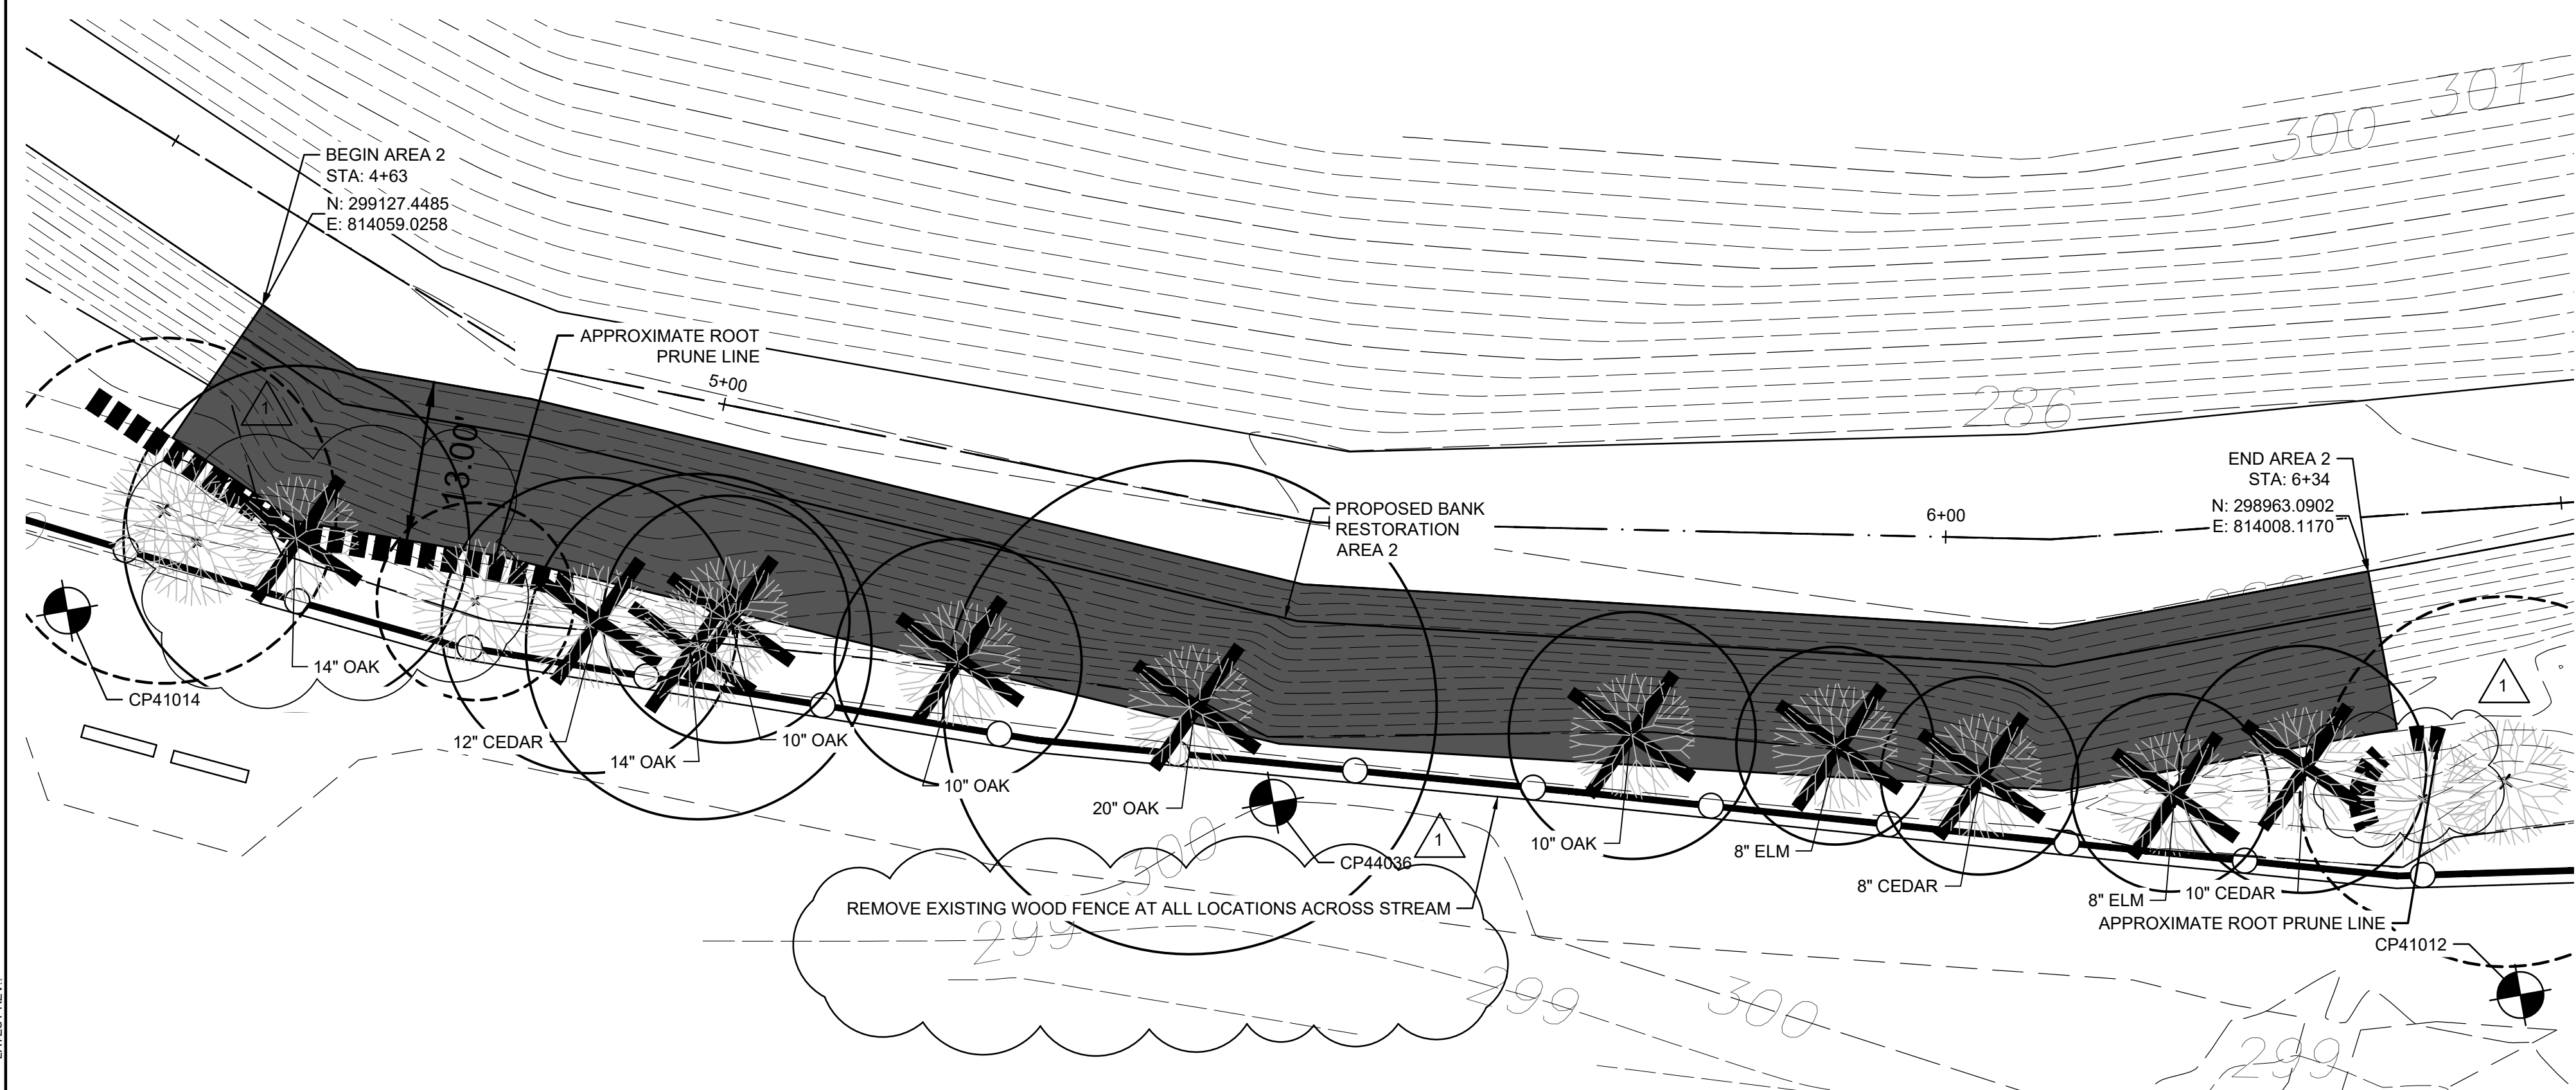 301
300
BEGIN AREA 2
STA: 4+63
N: 299127.4485
E: 814059.0258
APPROXIMATE ROOT
PRUNE LINE
5+00
286
1
13.00'
END AREA 2
STA: 6+34
N: 298963.0902
E: 814008.1170
PROPOSED BANK
RESTORATION
AREA 2
6+00
14" OAK
CP41014
12" CEDAR
14" OAK
10" OAK
10" OAK
20" OAK
CP44036
1
10" OAK
8" ELM
8" CEDAR
8" ELM
10" CEDAR
1
300
REMOVE EXISTING WOOD FENCE AT ALL LOCATIONS ACROSS STREAM
APPROXIMATE ROOT PRUNE LINE
CP41012
299
299
300
299